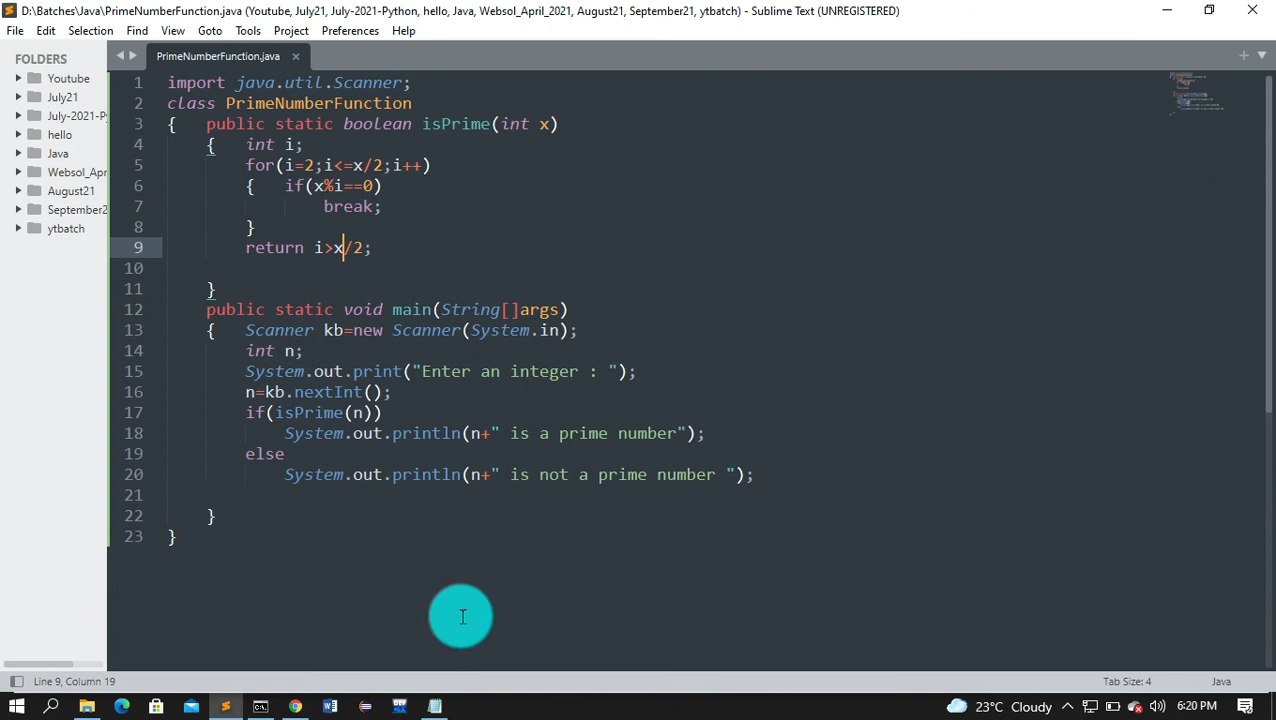 D:\Batches\Java\PrimeNumberFunction.java (Youtube, July21, July-2021-Python, hello, Java, Websol_April_2021, August21, September21, ytbatch) - Sublime Text (UNREGISTERED)
File Edit Selection Find View Goto Tools Project Preferences Help
FOLDERS
Youtube
July21
July-2021-P
hello
Java
Websol_Apr
August21
September2
ytbatch
PrimeNumberFunction.java
1 import java.util.Scanner;
2 class PrimeNumberFunction
3 { public static boolean isPrime(int x)
4 { int i;
5 for(i=2;i<=x/2;i++)
6 { if(x%i==0)
7 break;
8 }
9 return i>x/2;
10
11 }
12 public static void main(String[]args)
13 { Scanner kb=new Scanner(System.in);
14 int n;
15 System.out.print("Enter an integer : ");
16 n=kb.nextInt();
17 if(isPrime(n))
18 System.out.println(n+" is a prime number");
19 else
20 System.out.println(n+" is not a prime number ");
21
22 }
23 }
Line 9, Column 19
Tab Size: 4
Java
23°C Cloudy
6:20 PM